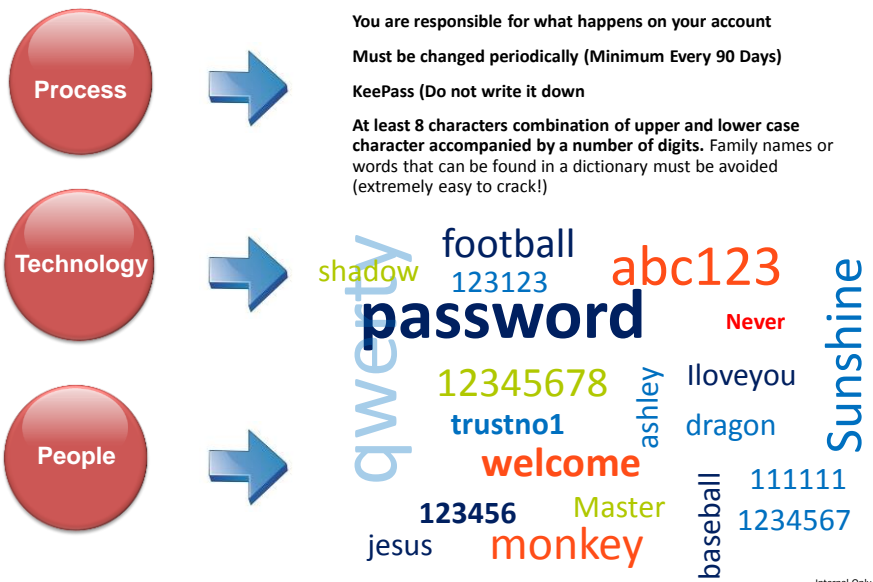 You are responsible for what happens on your account
Process
Must be changed periodically (Minimum Every 90 Days)
KeePass (Do not write it down
At least 8 characters combination of upper and lower case
character accompanied by a number of digits. Family names or
words that can be found in a dictionary must be avoided
(extremely easy to crack!)
Technology
football
shadow
123123
abc123
qwerty
password
Never
Sunshine
12345678
ashley
Iloveyou
trustno1
dragon
People
welcome
111111
123456
Master
baseball
1234567
jesus
monkey
Internal Only